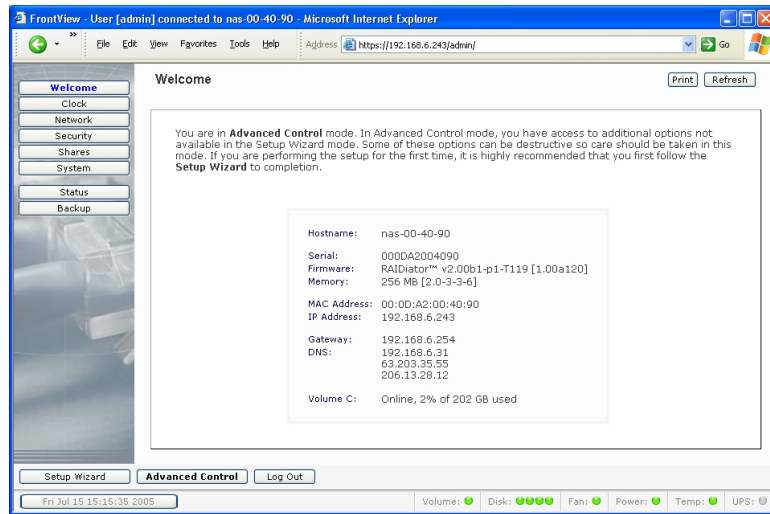 FrontView - User [admin] connected to nas-00-40-90 - Microsoft Internet Explorer
File Edit View Favorites Tools Help Address https://192.168.6.243/admin/ Go
Welcome
Clock
Network
Security
Shares
System
Status
Backup
Welcome
Print Refresh
You are in Advanced Control mode. In Advanced Control mode, you have access to additional options not
available in the Setup Wizard mode. Some of these options can be destructive so care should be taken in this
mode. If you are performing the setup for the first time, it is highly recommended that you first follow the
Setup Wizard to completion.
Hostname: nas-00-40-90
Serial: 000DA2004090
Firmware: RAIDiator™ v2.00b1-p1-T119 [1.00a120]
Memory: 256 MB [2.0-3-3-6]
MAC Address: 00:0D:A2:00:40:90
IP Address: 192.168.6.243
Gateway: 192.168.6.254
DNS: 192.168.6.31
63.203.35.55
206.13.28.12
Volume C: Online, 2% of 202 GB used
Setup Wizard Advanced Control Log Out
Fri Jul 15 15:15:35 2005 Volume: Disk: Fan: Power: Temp: UPS: